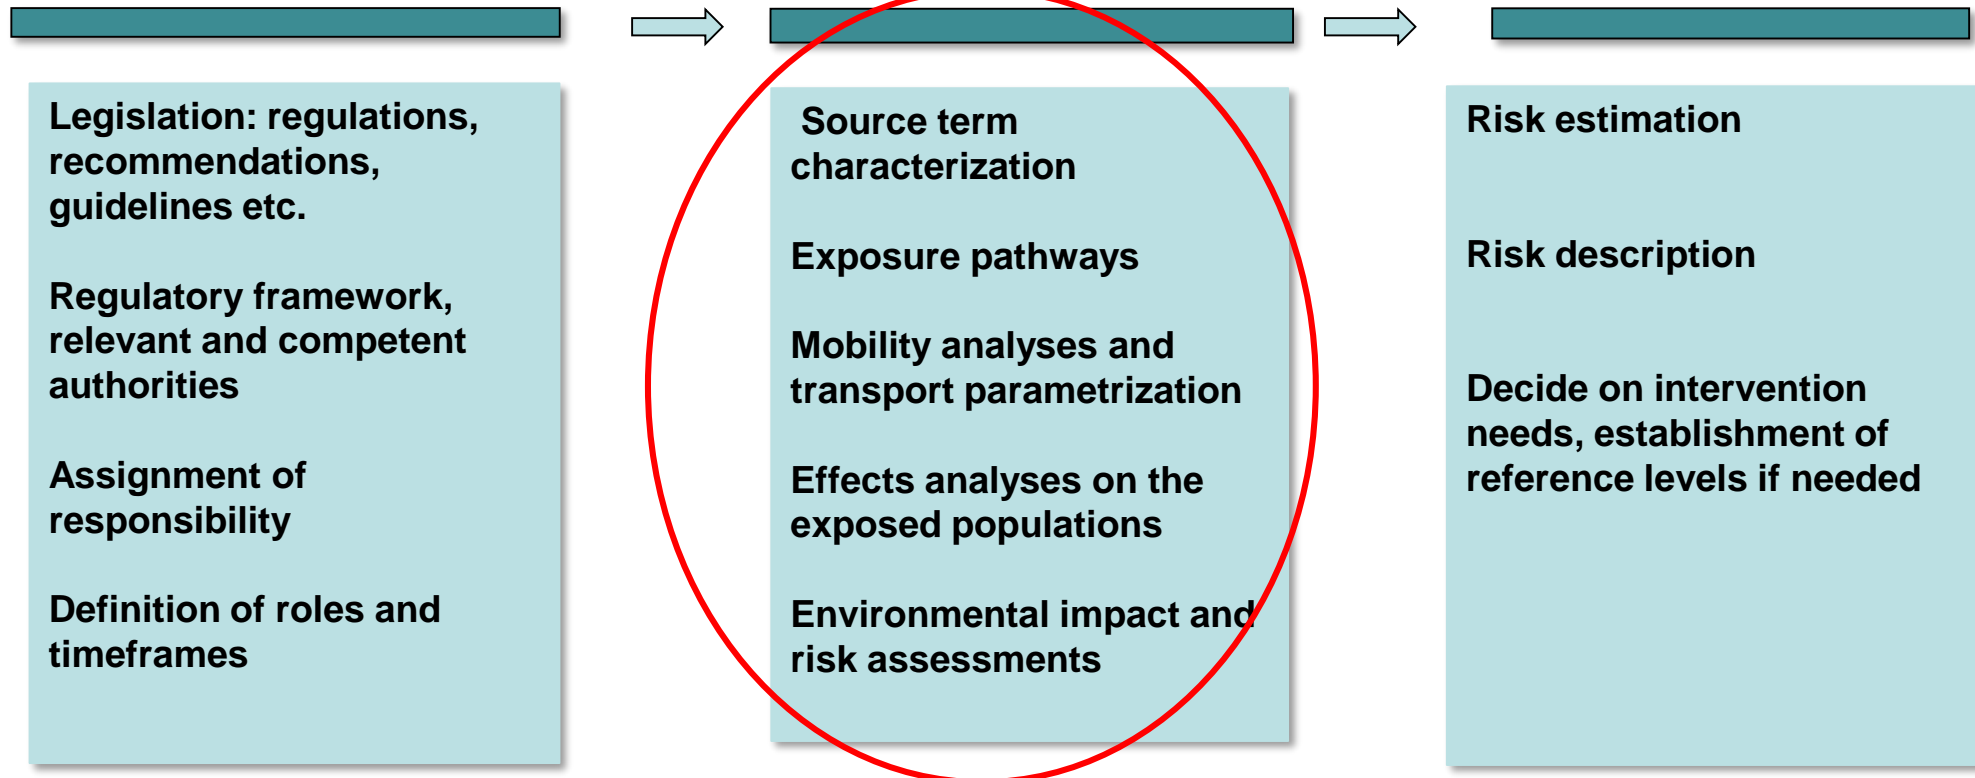 Legislation: regulations,
recommendations,
guidelines etc.
Regulatory framework,
relevant and competent
authorities
Assignment of
responsibility
Definition of roles and
timeframes
Source term
characterization
Exposure pathways
Mobility analyses and
transport parametrization
Effects analyses on the
exposed populations
Environmental impact and
risk assessments
Risk estimation
Risk description
Decide on intervention
needs, establishment of
reference levels if needed